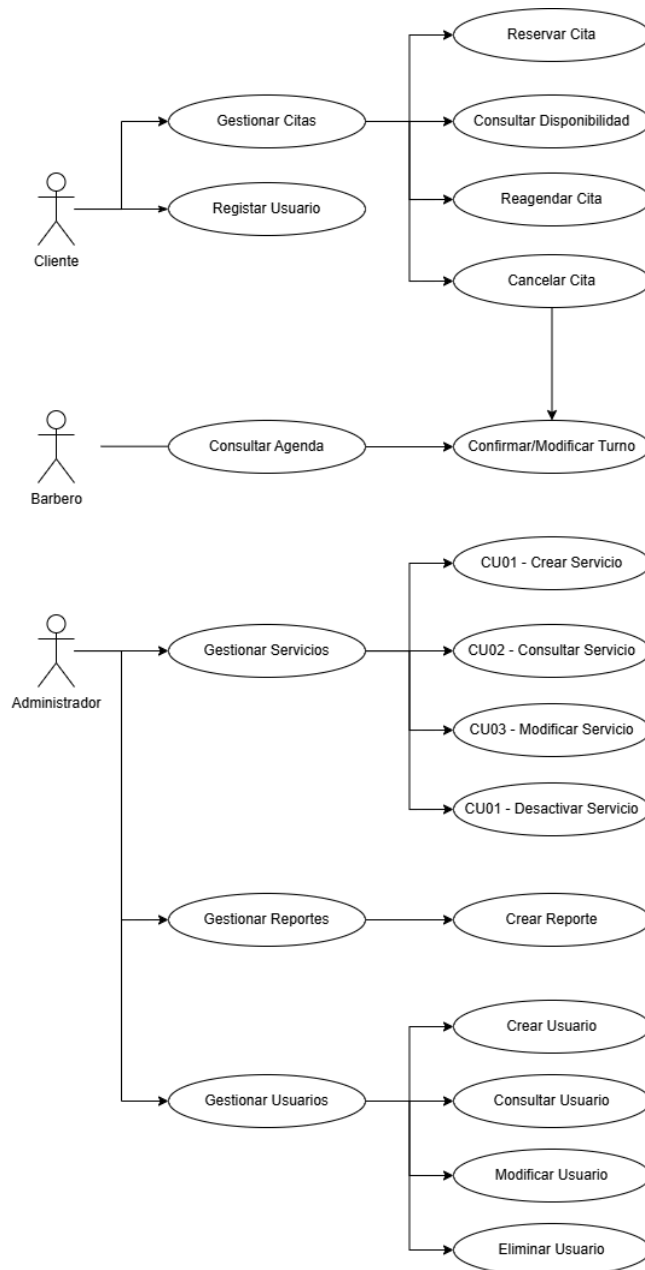 Reservar Cita
Gestionar Citas
Consultar Disponibilidad
Registar Usuario
Reagendar Cita
Cliente
Cancelar Cita
Consultar Agenda
Confirmar/Modificar Turno
Barbero
CU01 - Crear Servicio
Gestionar Servicios
CU02 - Consultar Servicio
Administrador
CU03 - Modificar Servicio
CU01 - Desactivar Servicio
Gestionar Reportes
Crear Reporte
Crear Usuario
Gestionar Usuarios
Consultar Usuario
Modificar Usuario
Eliminar Usuario